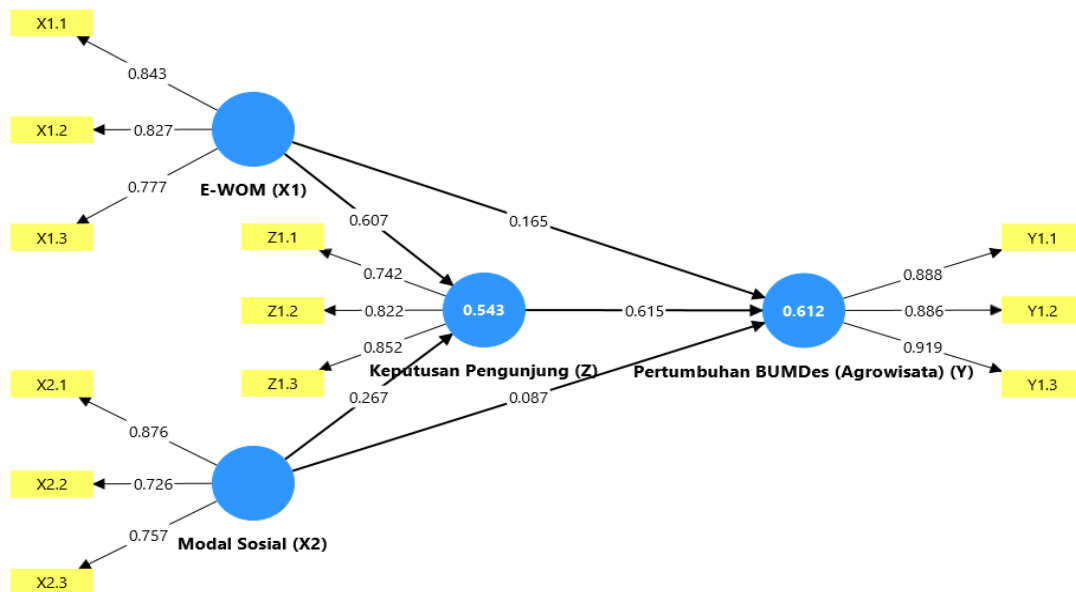 X1.1
0.843
X1.2
0.827
0.777
X1.3
E-WOM (X1)
0.607
0.165
Z1.1
0.742
Z1.2
0.822
0.852
Z1.3
0.543
Keputusan Pengunjung (Z)
0.615
0.612
Pertumbuhan BUMDes (Agrowisata) (Y)
0.888
Y1.1
0.886
Y1.2
0.919
Y1.3
0.267
0.087
X2.1
0.876
X2.2
0.726
0.757
X2.3
Modal Sosial (X2)